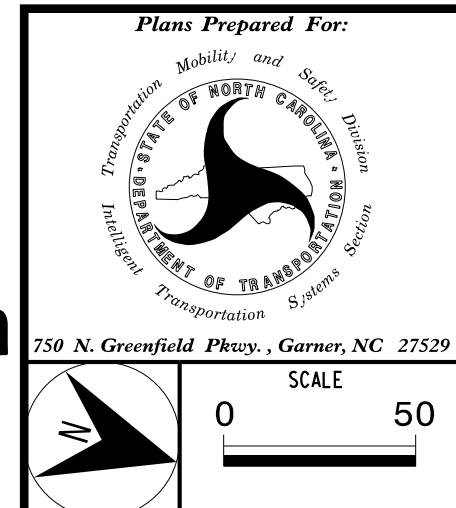 Plans Prepared For:
Transportation Mobility and Safety Division
STATE OF NORTH CAROLINA
DEPARTMENT OF TRANSPORTATION
Intelligent Transportation Systems Section
750 N. Greenfield Pkwy. , Garner, NC 27529
N
SCALE
0 50